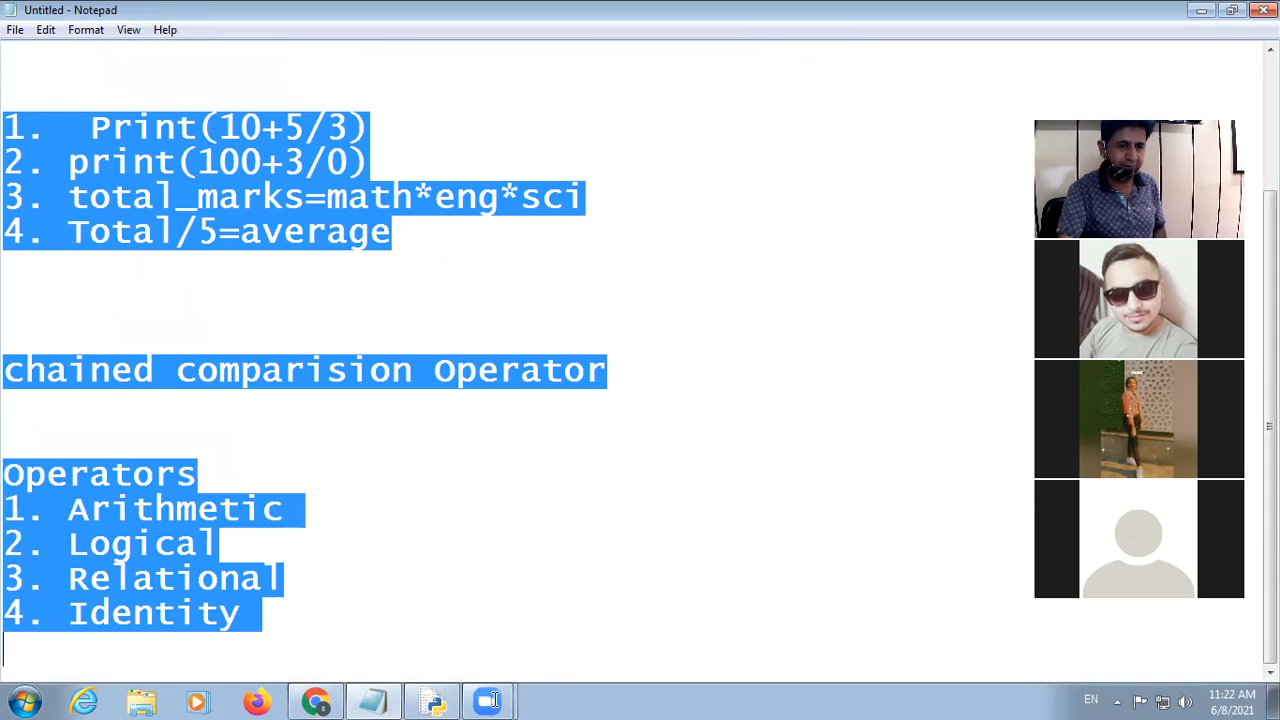 Untitled - Notepad
File Edit Format View Help
1.  Print(10+5/3)
2. print(100+3/0)
3. total_marks=math*eng*sci
4. Total/5=average
chained comparision Operator
Operators
1. Arithmetic
2. Logical
3. Relational
4. Identity
EN
11:22 AM
6/8/2021